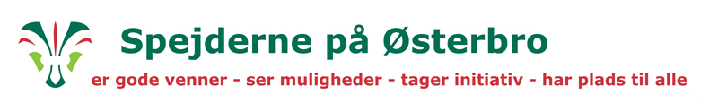 Spejderne på Østerbro
er gode venner - ser muligheder - tager initiativ - har plads til alle